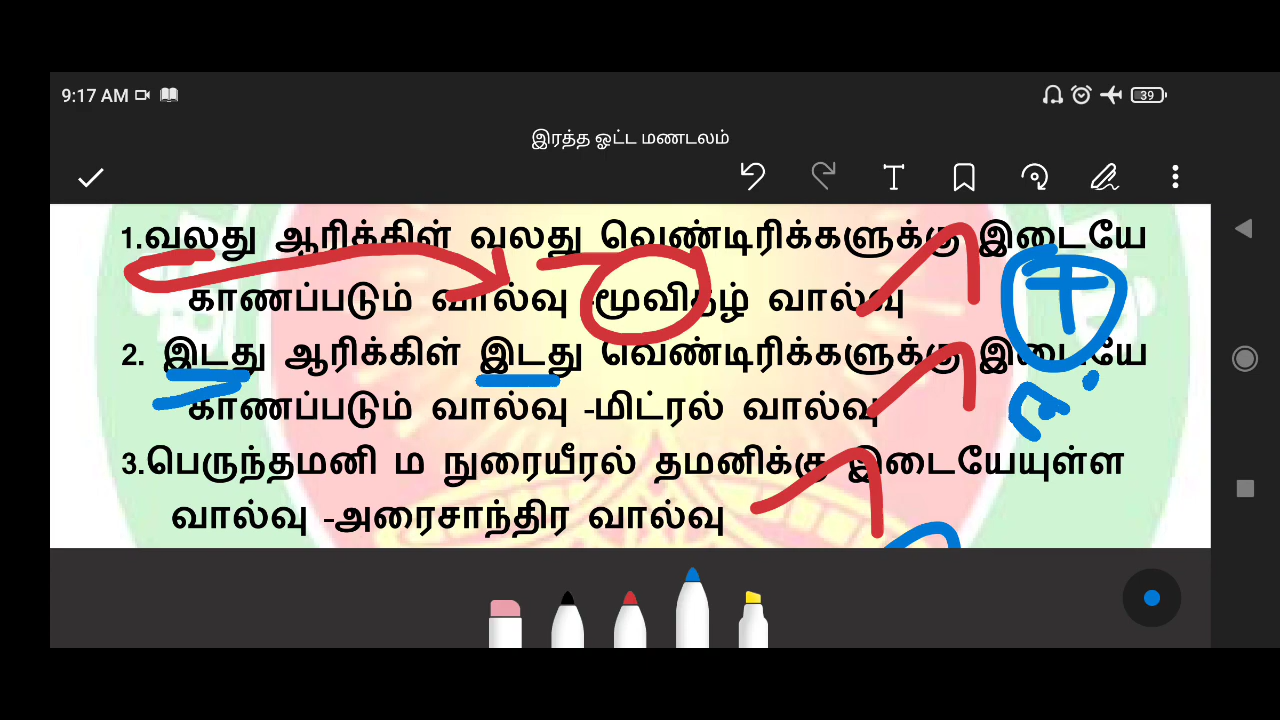 9:17 AM
39
இரத்த ஓட்ட மணடலம்
1.வலது ஆரிக்கிள் வலது வெண்டிரிக்களுக்கு இடையே
காணப்படும் வால்வு -மூவிதழ் வால்வு
2. இடது ஆரிக்கிள் இடது வெண்டிரிக்களுக்கு இடையே
காணப்படும் வால்வு -மிட்ரல் வால்வு
3.பெருந்தமனி ம நுரையீரல் தமனிக்கு இடையேயுள்ள
வால்வு -அரைசாந்திர வால்வு